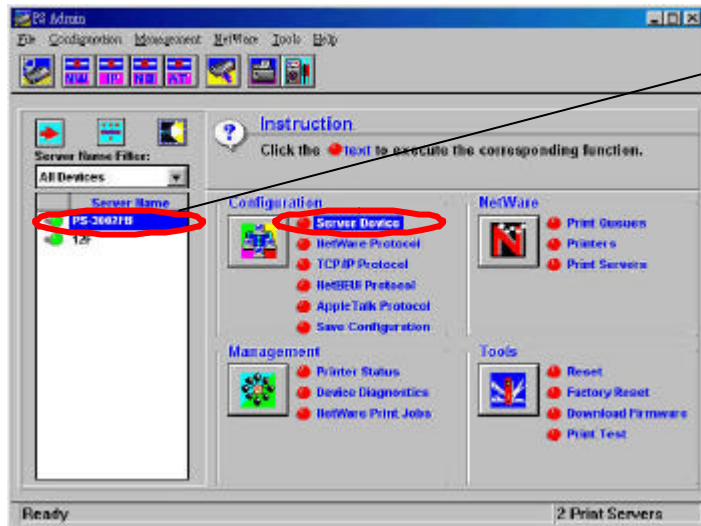 PS Admin
File Configuration Management NetWare Tools Help
NW IP NB AT
Instruction
Click the text to execute the corresponding function.
Server Name Filter:
All Devices
Server Name
PS-2007FB
12F
Configuration
Server Device
NetWare Protocol
TCP/IP Protocol
NetBEUI Protocol
AppleTalk Protocol
Save Configuration
NetWare
Print Queues
Printers
Print Servers
Management
Printer Status
Device Diagnostics
NetWare Print Jobs
Tools
Reset
Factory Reset
Download Firmware
Print Test
Ready
2 Print Servers